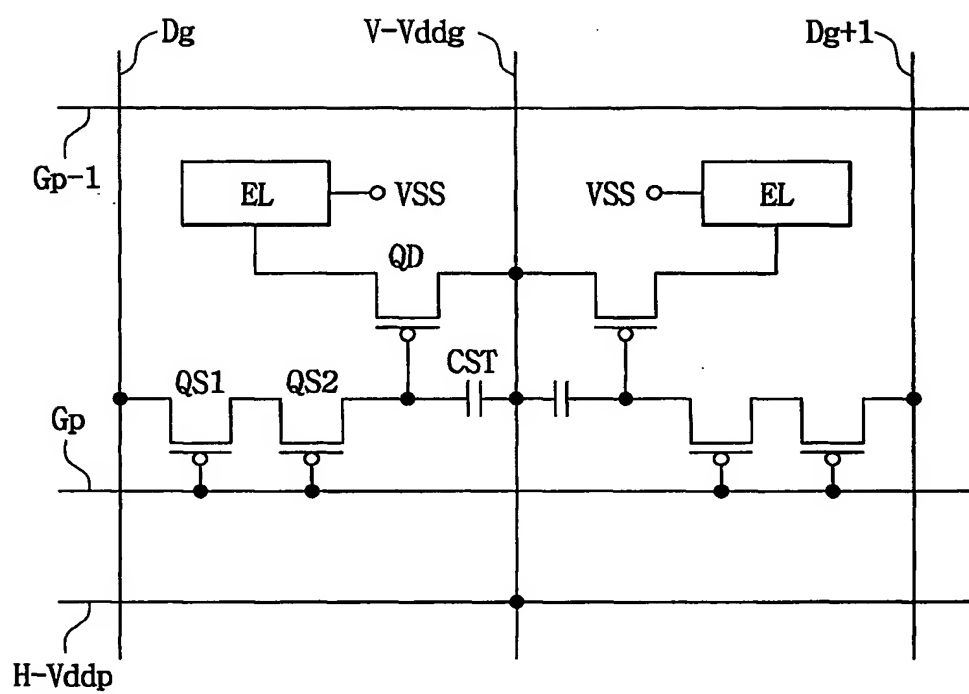 Dg
V-Vddg
Dg+1
Gp-1
EL
VSS
VSS
EL
QD
CST
QS1
QS2
Gp
H-Vddp